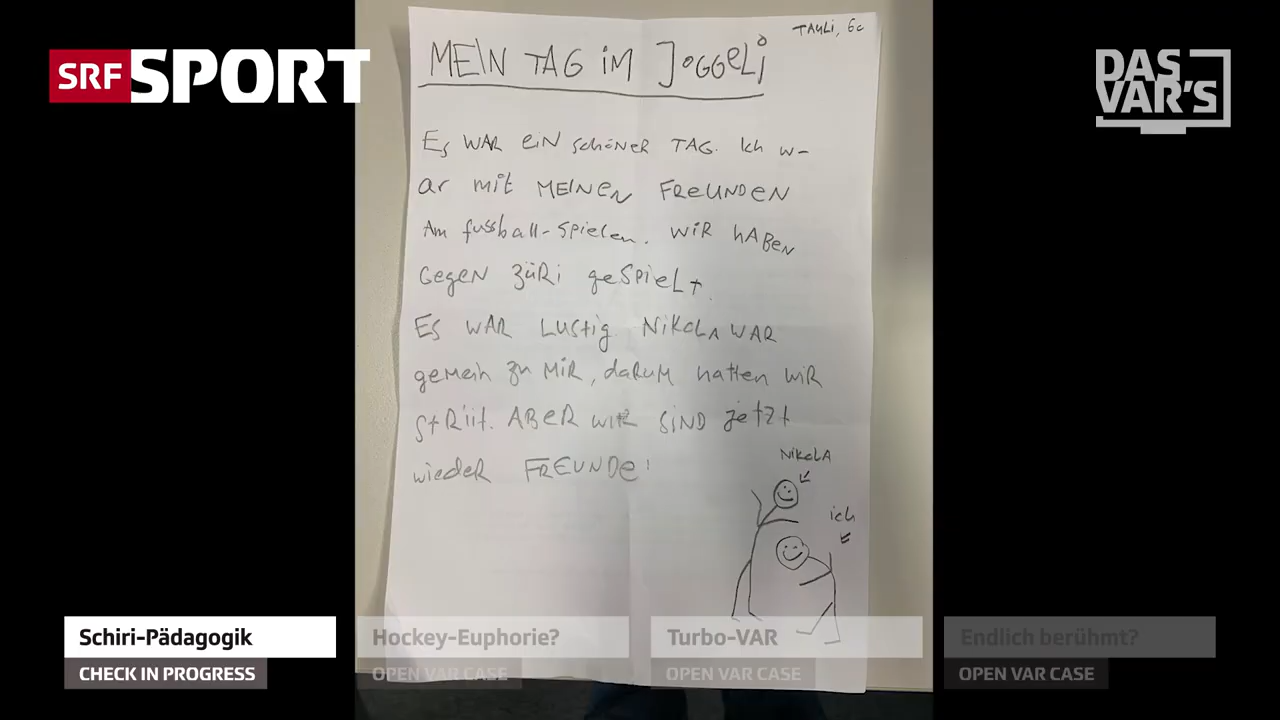 SRF SPORT
DAS
VAR'S
TAULI, 6c
MEIN TAG iM JoGGeLi
Es WAR eiN schöNeR TAG. Ich w-
ar mit MEINEN FReUNDEN
Am fussball-spielen. WiR hABeN
GegeN ZüRi geSpieLt.
Es WAR Lustig. NikoLA WAR
gemein zu MiR, daRuM hatten wiR
StRiit. ABeR wiR SiND jetzt
wiedeR FREUNDe!
NikoLA
ich
Schiri-Pädagogik
CHECK IN PROGRESS
Hockey-Euphorie?
OPEN VAR CASE
Turbo-VAR
OPEN VAR CASE
Endlich berühmt?
OPEN VAR CASE